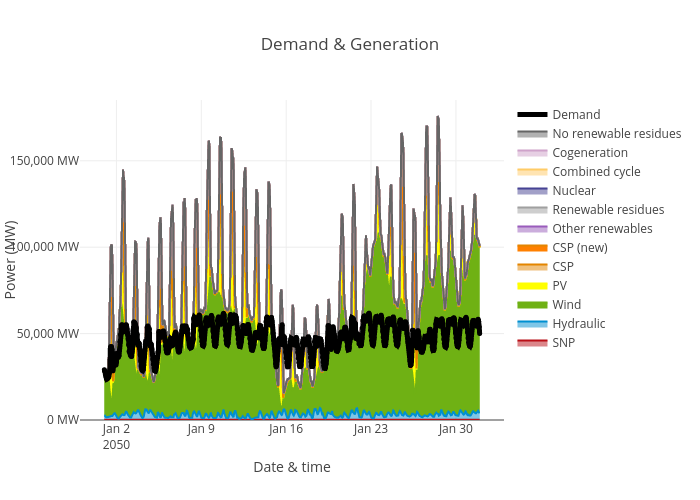 Demand & Generation
Power (MW)
150,000 MW
100,000 MW
50,000 MW
0 MW
Jan 2
2050
Jan 9
Jan 16
Jan 23
Jan 30
Date & time
Demand
No renewable residues
Cogeneration
Combined cycle
Nuclear
Renewable residues
Other renewables
CSP (new)
CSP
PV
Wind
Hydraulic
SNP